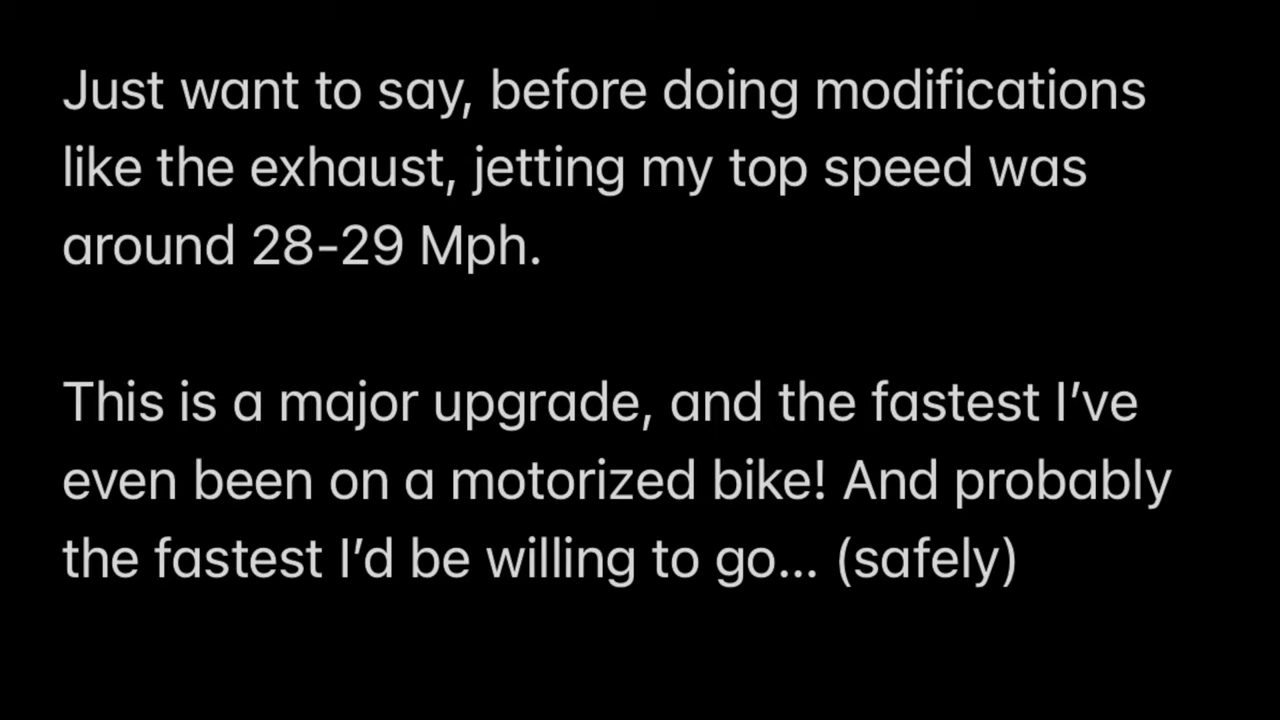 Just want to say, before doing modifications
like the exhaust, jetting my top speed was
around 28-29 Mph.
This is a major upgrade, and the fastest I’ve
even been on a motorized bike! And probably
the fastest I’d be willing to go... (safely)